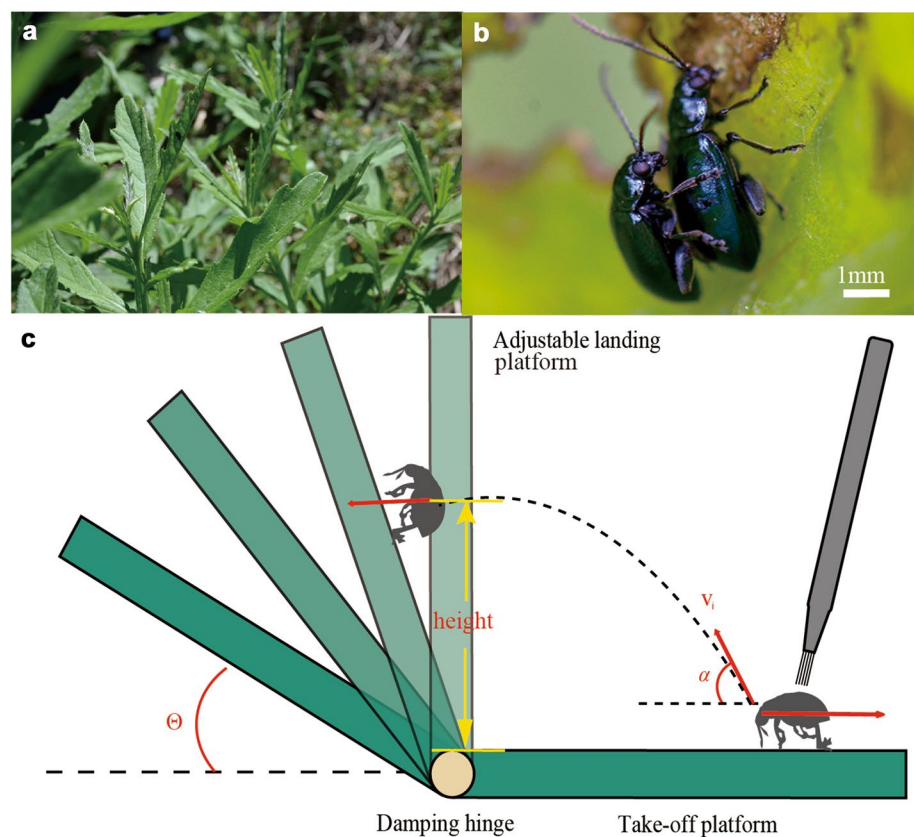 a
b
1mm
c
Adjustable landing
platform
height
vi
α
Θ
Damping hinge
Take-off platform